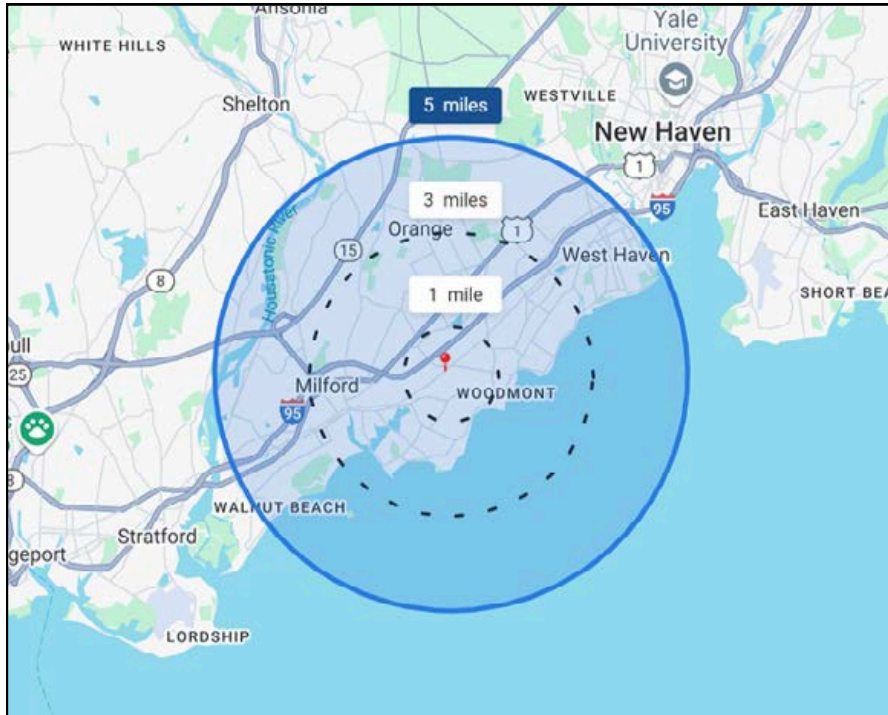 Ansonia
WHITE HILLS
Yale
University
Shelton
5 miles
WESTVILLE
New Haven
1
3 miles
95
East Haven
Orange
1
15
West Haven
Housatonic River
8
1 mile
SHORT BEA
ull
25
Milford
WOODMONT
95
8
WALNUT BEACH
Stratford
geport
LORDSHIP